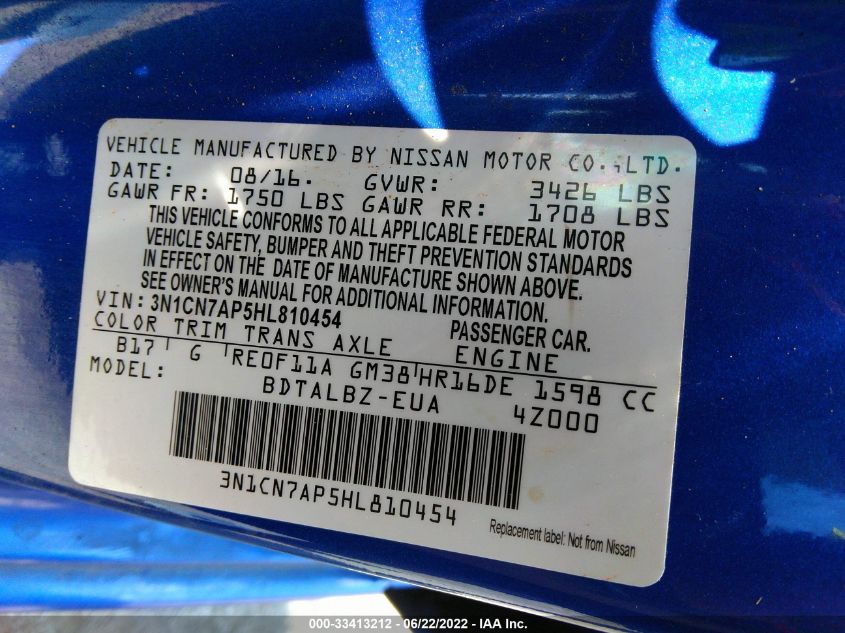 VEHICLE MANUFACTURED BY NISSAN MOTOR CO.,LTD.
DATE: 08/16. GVWR: 3426 LBS
GAWR FR: 1750 LBS GAWR RR: 1708 LBS
THIS VEHICLE CONFORMS TO ALL APPLICABLE FEDERAL MOTOR
VEHICLE SAFETY, BUMPER AND THEFT PREVENTION STANDARDS
IN EFFECT ON THE DATE OF MANUFACTURE SHOWN ABOVE.
SEE OWNER'S MANUAL FOR ADDITIONAL INFORMATION.
VIN: 3N1CN7AP5HL810454 PASSENGER CAR.
COLOR TRIM TRANS AXLE ENGINE
B17 G RE0F11A GM38 HR16DE 1598 CC
MODEL: BDTALBZ-EUA 4Z000
3N1CN7AP5HL810454
Replacement label: Not from Nissan
000-33413212 - 06/22/2022 - IAA Inc.